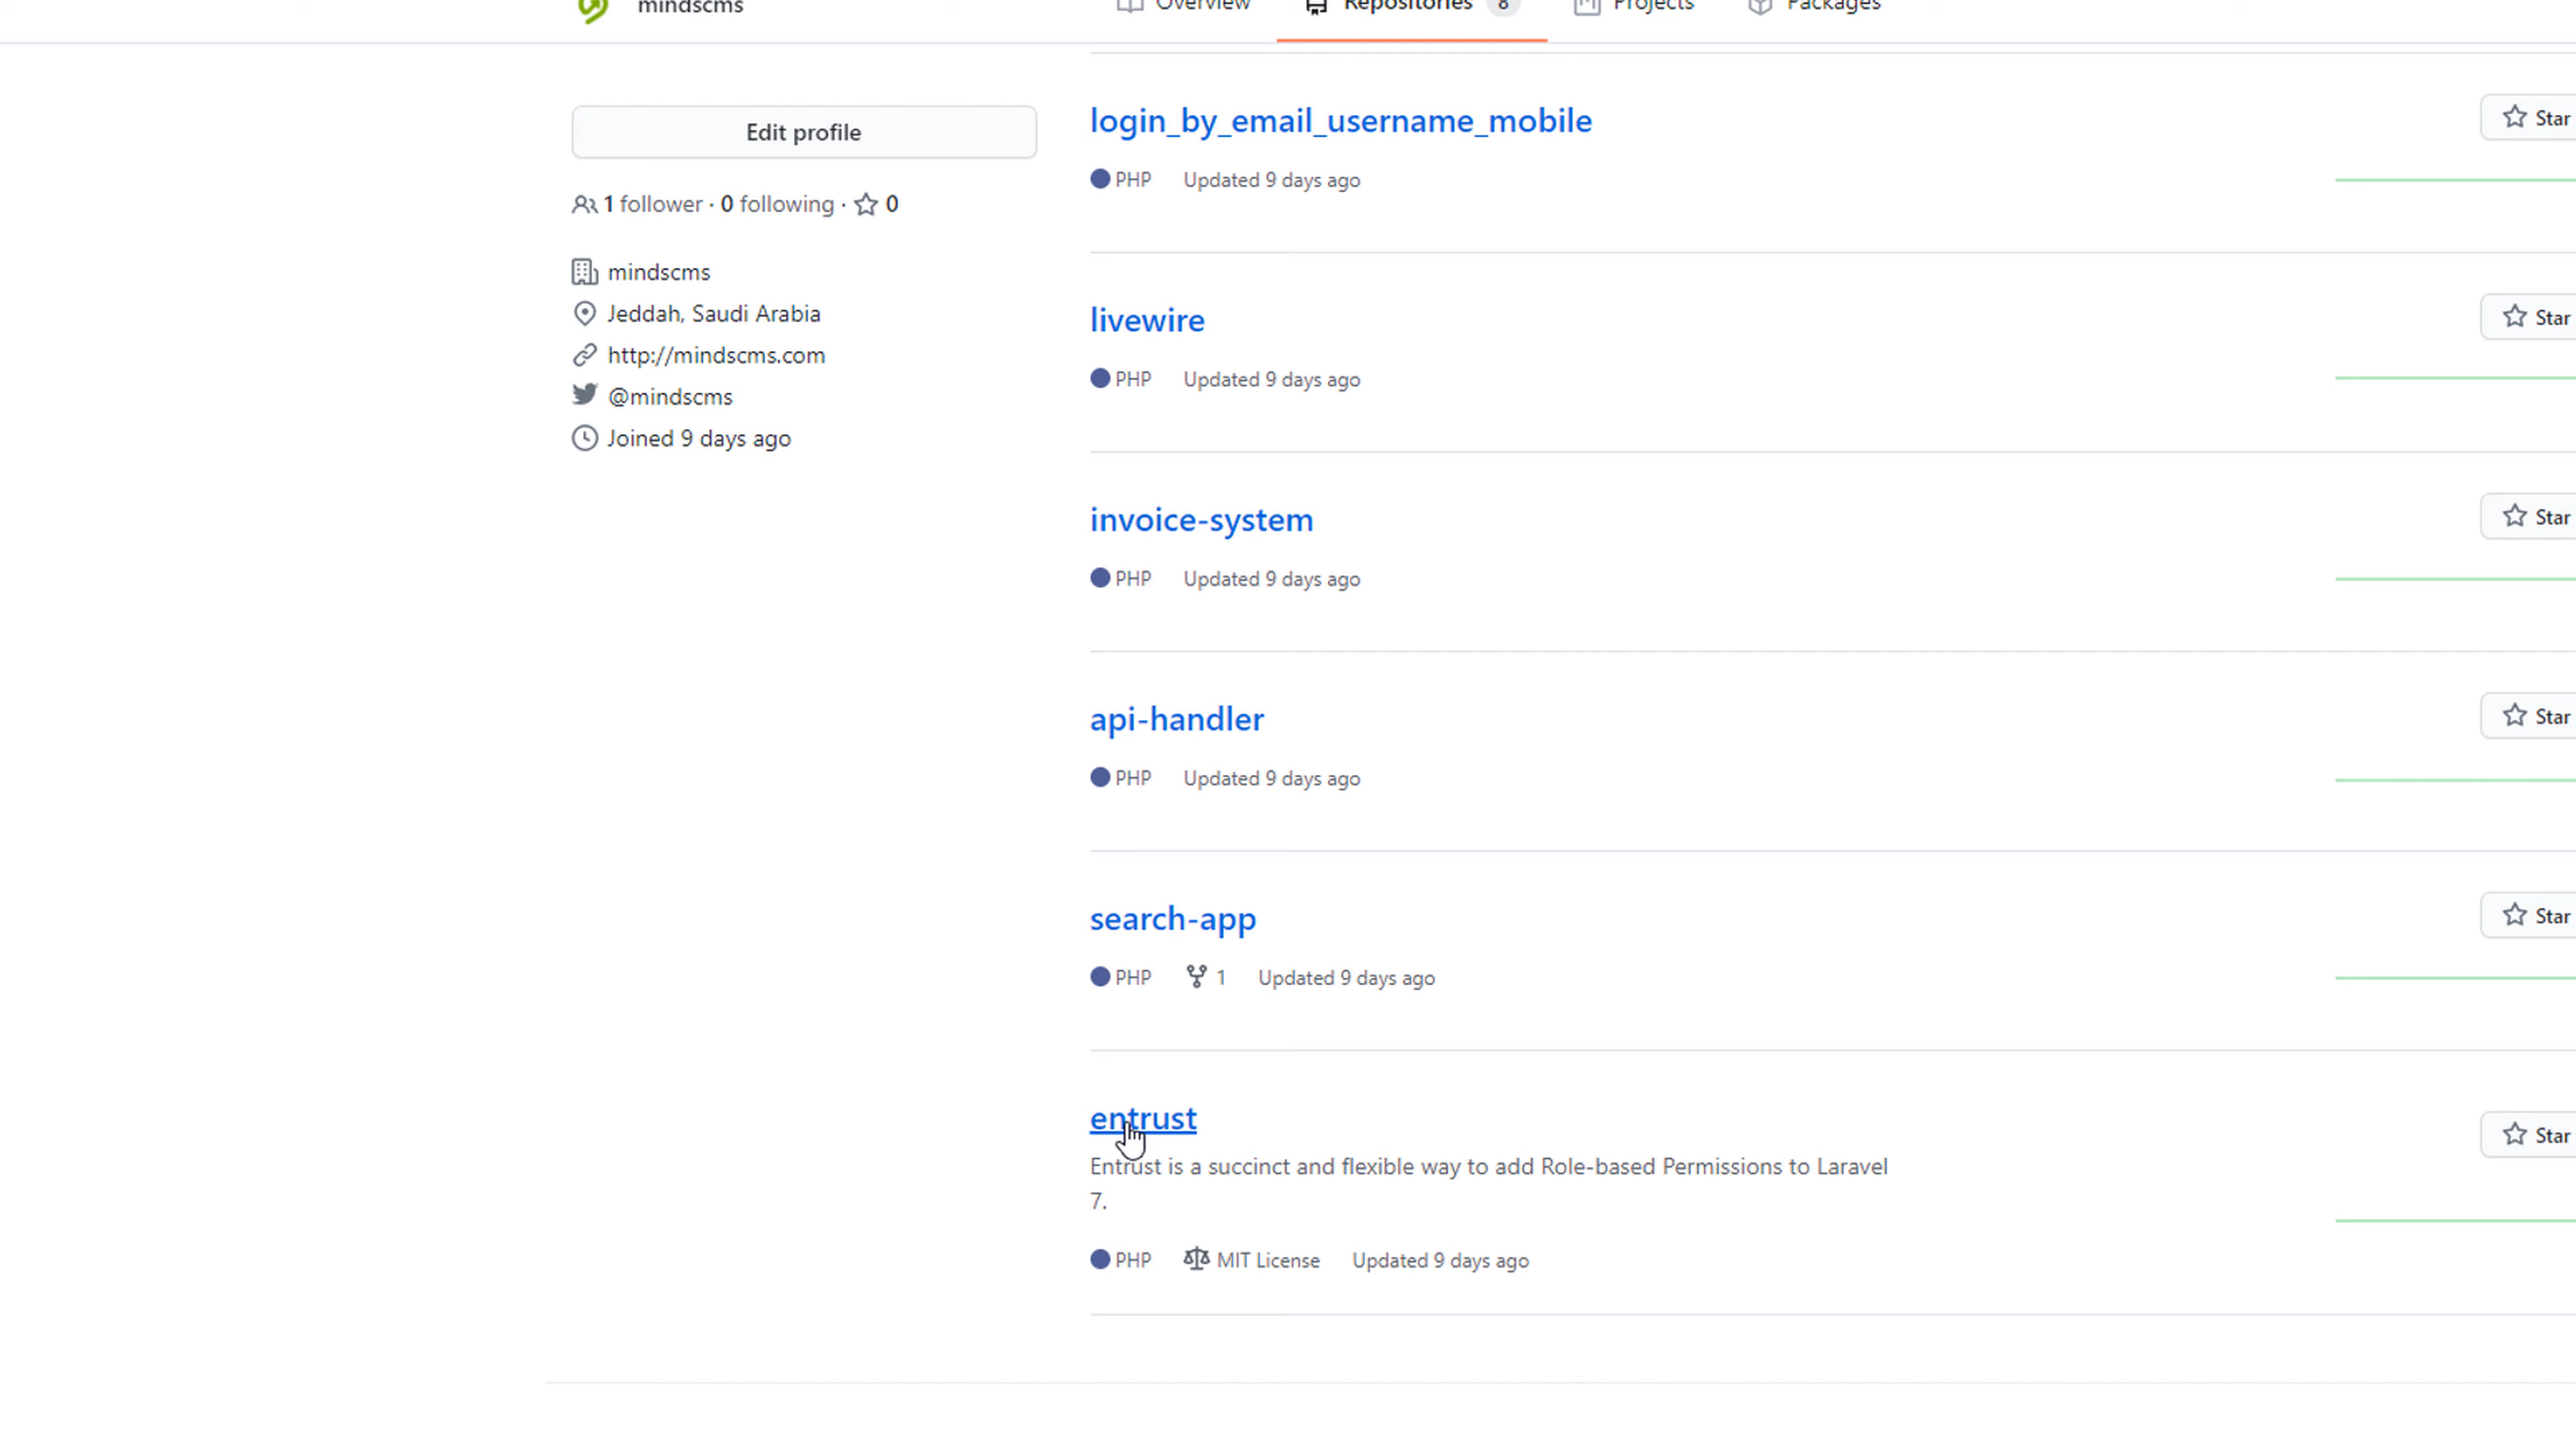 mindscms
Overview
Repositories 8
Projects
Packages
Edit profile
1 follower · 0 following · 0
mindscms
Jeddah, Saudi Arabia
http://mindscms.com
@mindscms
Joined 9 days ago
login_by_email_username_mobile
Star
PHP Updated 9 days ago
livewire
Star
PHP Updated 9 days ago
invoice-system
Star
PHP Updated 9 days ago
api-handler
Star
PHP Updated 9 days ago
search-app
Star
PHP 1 Updated 9 days ago
entrust
Star
Entrust is a succinct and flexible way to add Role-based Permissions to Laravel
7.
PHP MIT License Updated 9 days ago